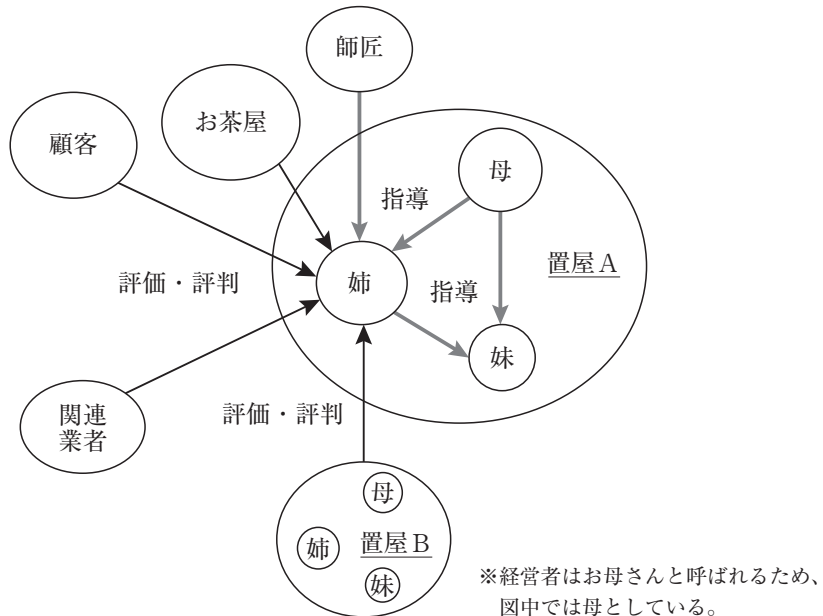 師匠
お茶屋
顧客
母
指導
置屋A
姉
評価・評判
指導
妹
関連
業者
評価・評判
母
姉
置屋B
妹
※経営者はお母さんと呼ばれるため、
図中では母としている。